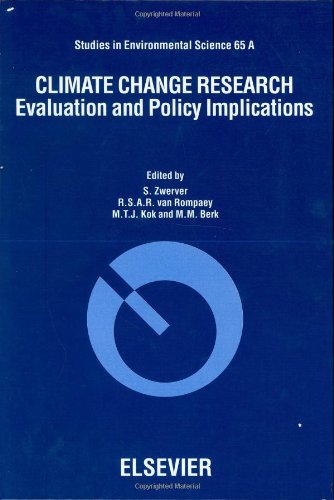 Studies in Environmental Science 65 A
CLIMATE CHANGE RESEARCH
Evaluation and Policy Implications
Edited by
S. Zwerver
R.S.A.R. van Rompaey
M.T.J. Kok and M.M. Berk
ELSEVIER